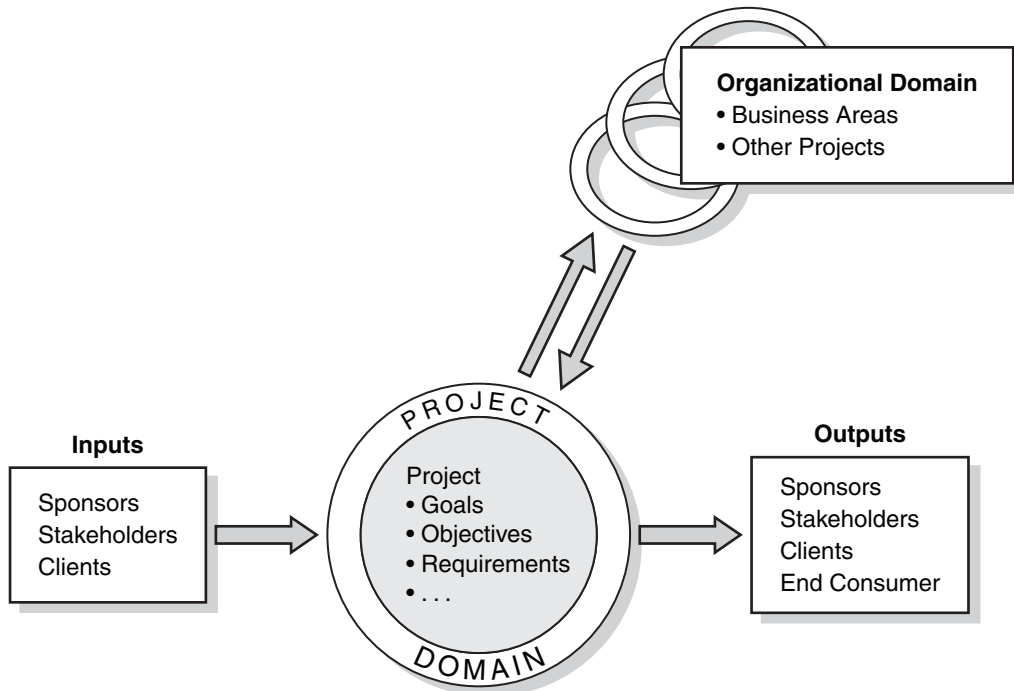 Organizational Domain
• Business Areas
• Other Projects
Inputs
Sponsors
Stakeholders
Clients
PROJECT
Project
• Goals
• Objectives
• Requirements
• . . .
DOMAIN
Outputs
Sponsors
Stakeholders
Clients
End Consumer